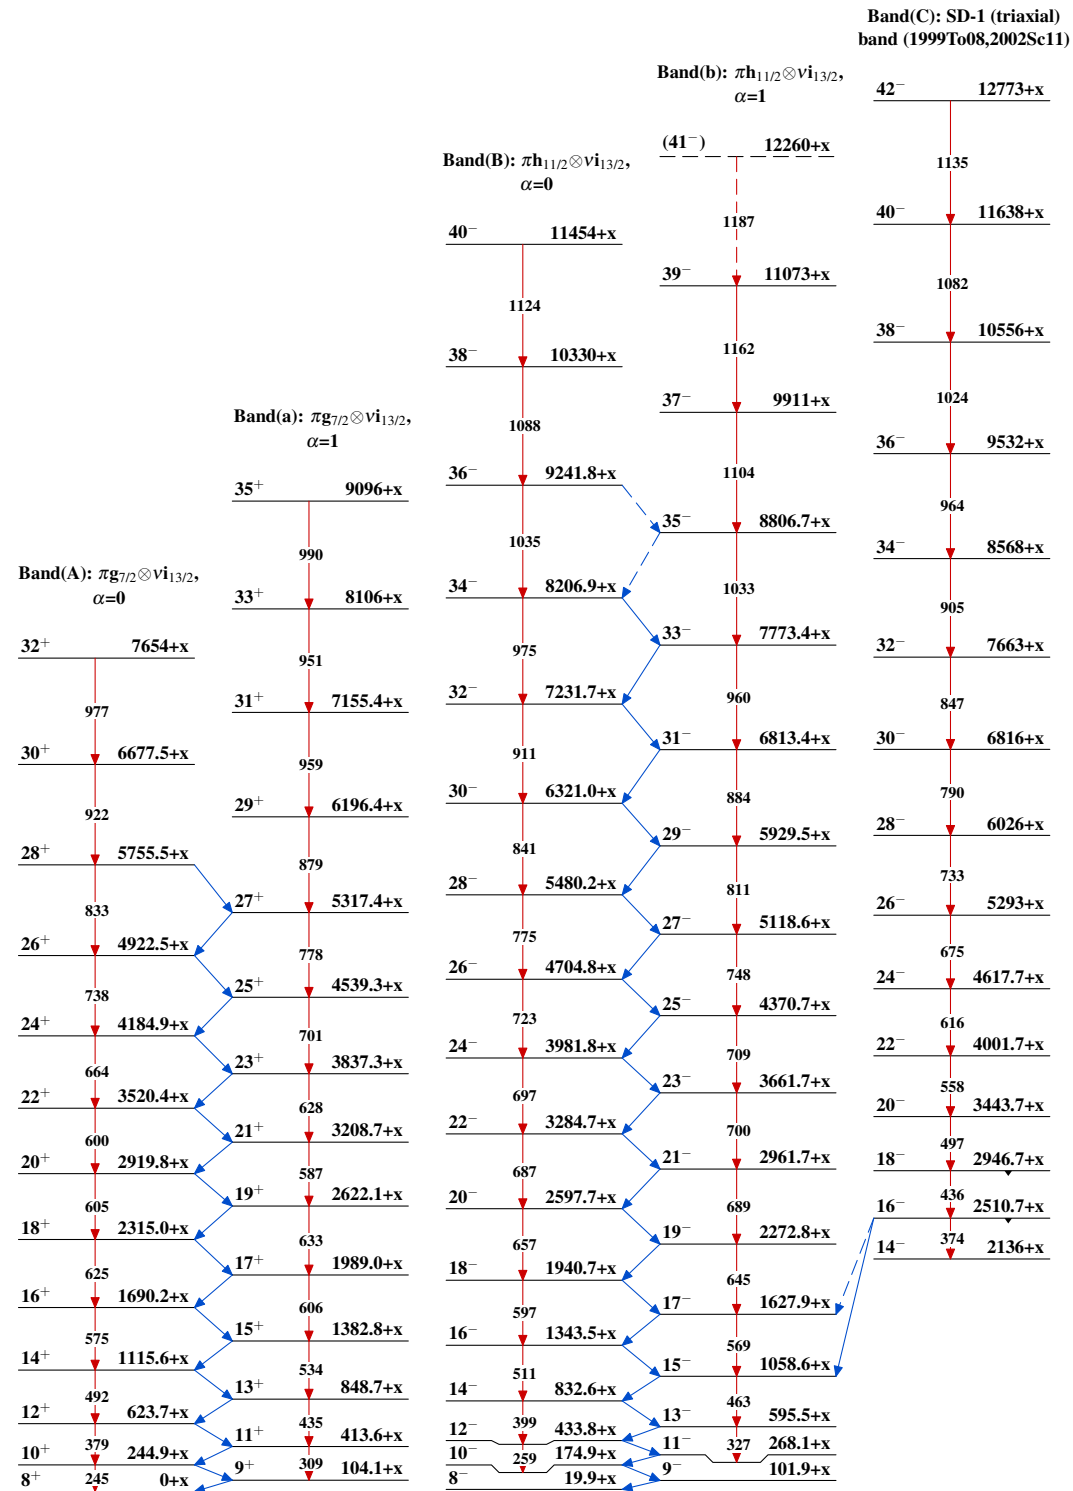 Band(C): SD-1 (triaxial)
band (1999To08,2002Sc11)
42⁻ 12773+x
1135
40⁻ 11638+x
1082
38⁻ 10556+x
1024
36⁻ 9532+x
964
34⁻ 8568+x
905
32⁻ 7663+x
847
30⁻ 6816+x
790
28⁻ 6026+x
733
26⁻ 5293+x
675
24⁻ 4617.7+x
616
22⁻ 4001.7+x
558
20⁻ 3443.7+x
497
18⁻ 2946.7+x
436
16⁻ 2510.7+x
374
14⁻ 2136+x
Band(b): πh₁₁/₂⊗νi₁₃/₂,
α=1
(41⁻) 12260+x
1187
39⁻ 11073+x
1162
37⁻ 9911+x
1104
35⁻ 8806.7+x
1033
33⁻ 7773.4+x
960
31⁻ 6813.4+x
884
29⁻ 5929.5+x
811
27⁻ 5118.6+x
748
25⁻ 4370.7+x
709
23⁻ 3661.7+x
700
21⁻ 2961.7+x
689
19⁻ 2272.8+x
645
17⁻ 1627.9+x
569
15⁻ 1058.6+x
463
13⁻ 595.5+x
327
11⁻ 268.1+x
9⁻ 101.9+x
Band(B): πh₁₁/₂⊗νi₁₃/₂,
α=0
40⁻ 11454+x
1124
38⁻ 10330+x
1088
36⁻ 9241.8+x
1035
34⁻ 8206.9+x
975
32⁻ 7231.7+x
911
30⁻ 6321.0+x
841
28⁻ 5480.2+x
775
26⁻ 4704.8+x
723
24⁻ 3981.8+x
697
22⁻ 3284.7+x
687
20⁻ 2597.7+x
657
18⁻ 1940.7+x
597
16⁻ 1343.5+x
511
14⁻ 832.6+x
399
12⁻ 433.8+x
259
10⁻ 174.9+x
8⁻ 19.9+x
Band(a): πg₇/₂⊗νi₁₃/₂,
α=1
35⁺ 9096+x
990
33⁺ 8106+x
951
31⁺ 7155.4+x
959
29⁺ 6196.4+x
879
27⁺ 5317.4+x
778
25⁺ 4539.3+x
701
23⁺ 3837.3+x
628
21⁺ 3208.7+x
587
19⁺ 2622.1+x
633
17⁺ 1989.0+x
606
15⁺ 1382.8+x
534
13⁺ 848.7+x
435
11⁺ 413.6+x
309
9⁺ 104.1+x
Band(A): πg₇/₂⊗νi₁₃/₂,
α=0
32⁺ 7654+x
977
30⁺ 6677.5+x
922
28⁺ 5755.5+x
833
26⁺ 4922.5+x
738
24⁺ 4184.9+x
664
22⁺ 3520.4+x
600
20⁺ 2919.8+x
605
18⁺ 2315.0+x
625
16⁺ 1690.2+x
575
14⁺ 1115.6+x
492
12⁺ 623.7+x
379
10⁺ 244.9+x
245
8⁺ 0+x